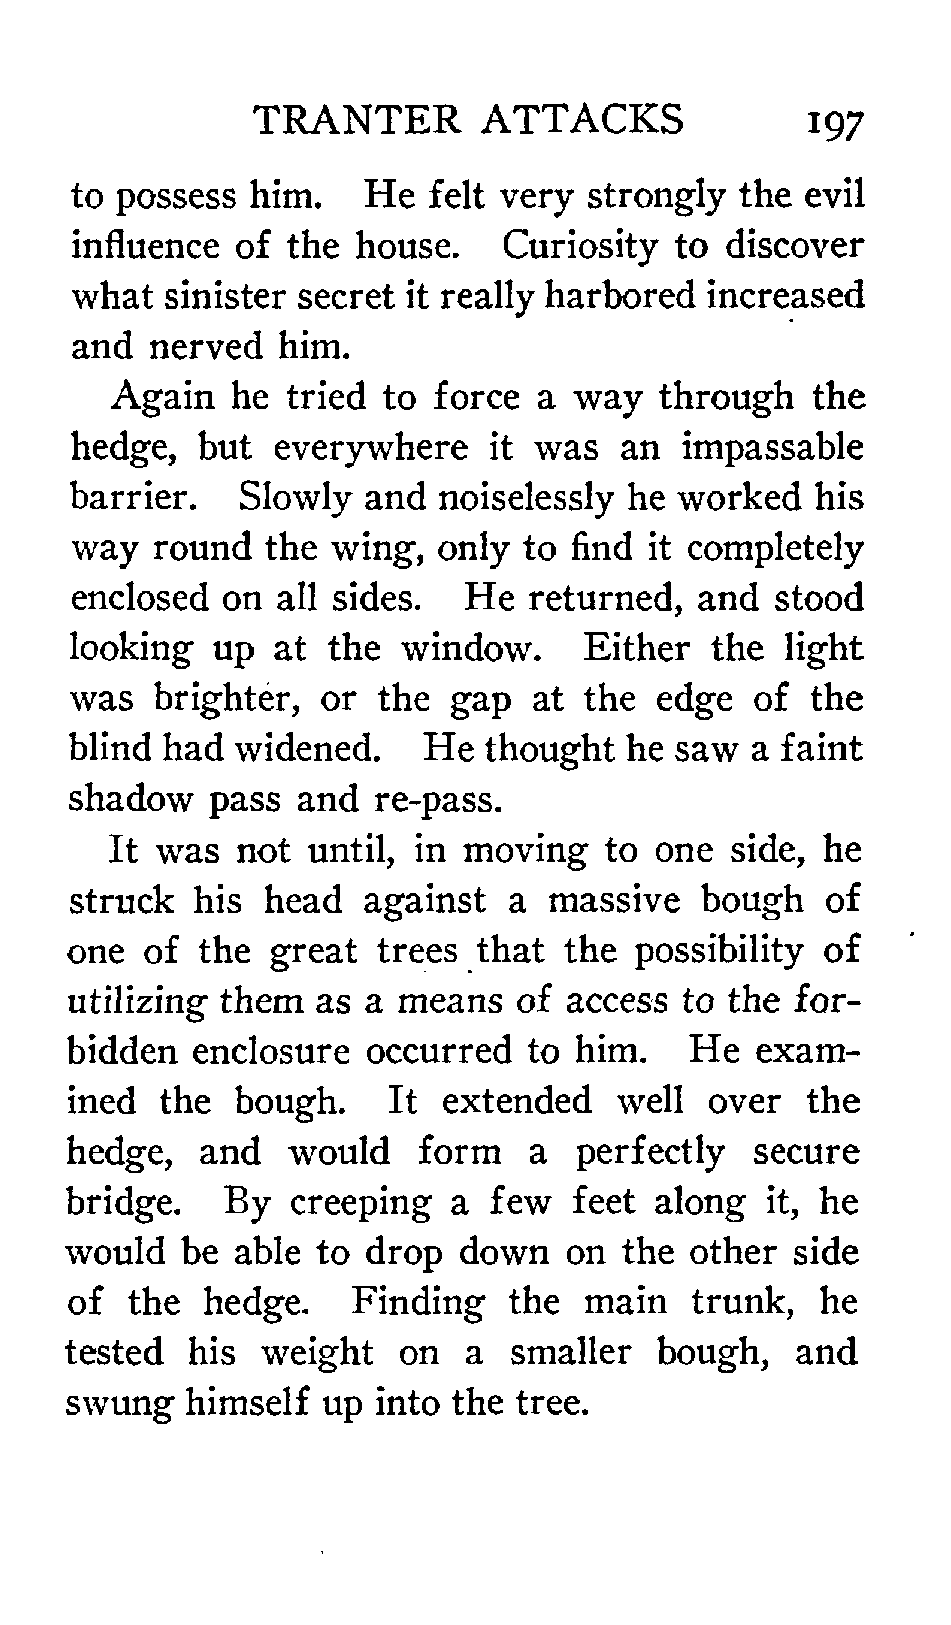 TRANTER ATTACKS 197
to possess him. He felt very strongly the evil
influence of the house. Curiosity to discover
what sinister secret it really harbored increased
and nerved him.
Again he tried to force a way through the
hedge, but everywhere it was an impassable
barrier. Slowly and noiselessly he worked his
way round the wing, only to find it completely
enclosed on all sides. He returned, and stood
looking up at the window. Either the light
was brighter, or the gap at the edge of the
blind had widened. He thought he saw a faint
shadow pass and re-pass.
It was not until, in moving to one side, he
struck his head against a massive bough of
one of the great trees that the possibility of
utilizing them as a means of access to the for-
bidden enclosure occurred to him. He exam-
ined the bough. It extended well over the
hedge, and would form a perfectly secure
bridge. By creeping a few feet along it, he
would be able to drop down on the other side
of the hedge. Finding the main trunk, he
tested his weight on a smaller bough, and
swung himself up into the tree.